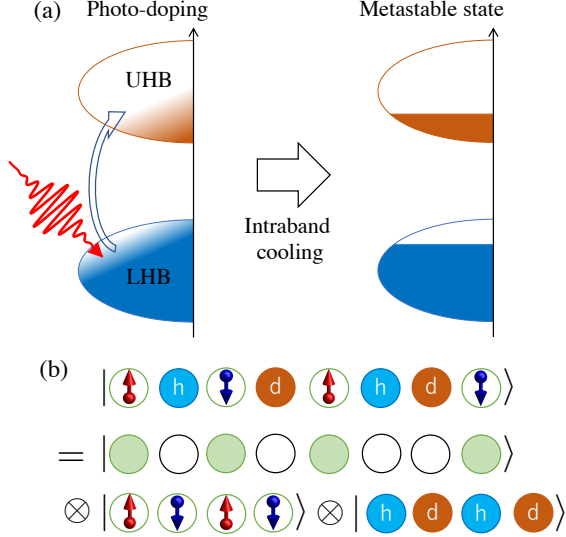 (a) Photo-doping Metastable state
UHB
Intraband
cooling
LHB
(b)
| h d h d ⟩
= | ⟩
⊗ | ⟩ ⊗ | h d h d ⟩